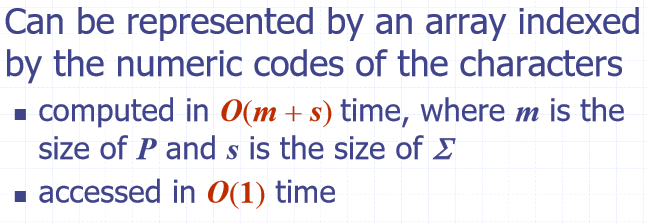 Can be represented by an array indexed
by the numeric codes of the characters
▪ computed in O(m + s) time, where m is the
size of P and s is the size of Σ
▪ accessed in O(1) time